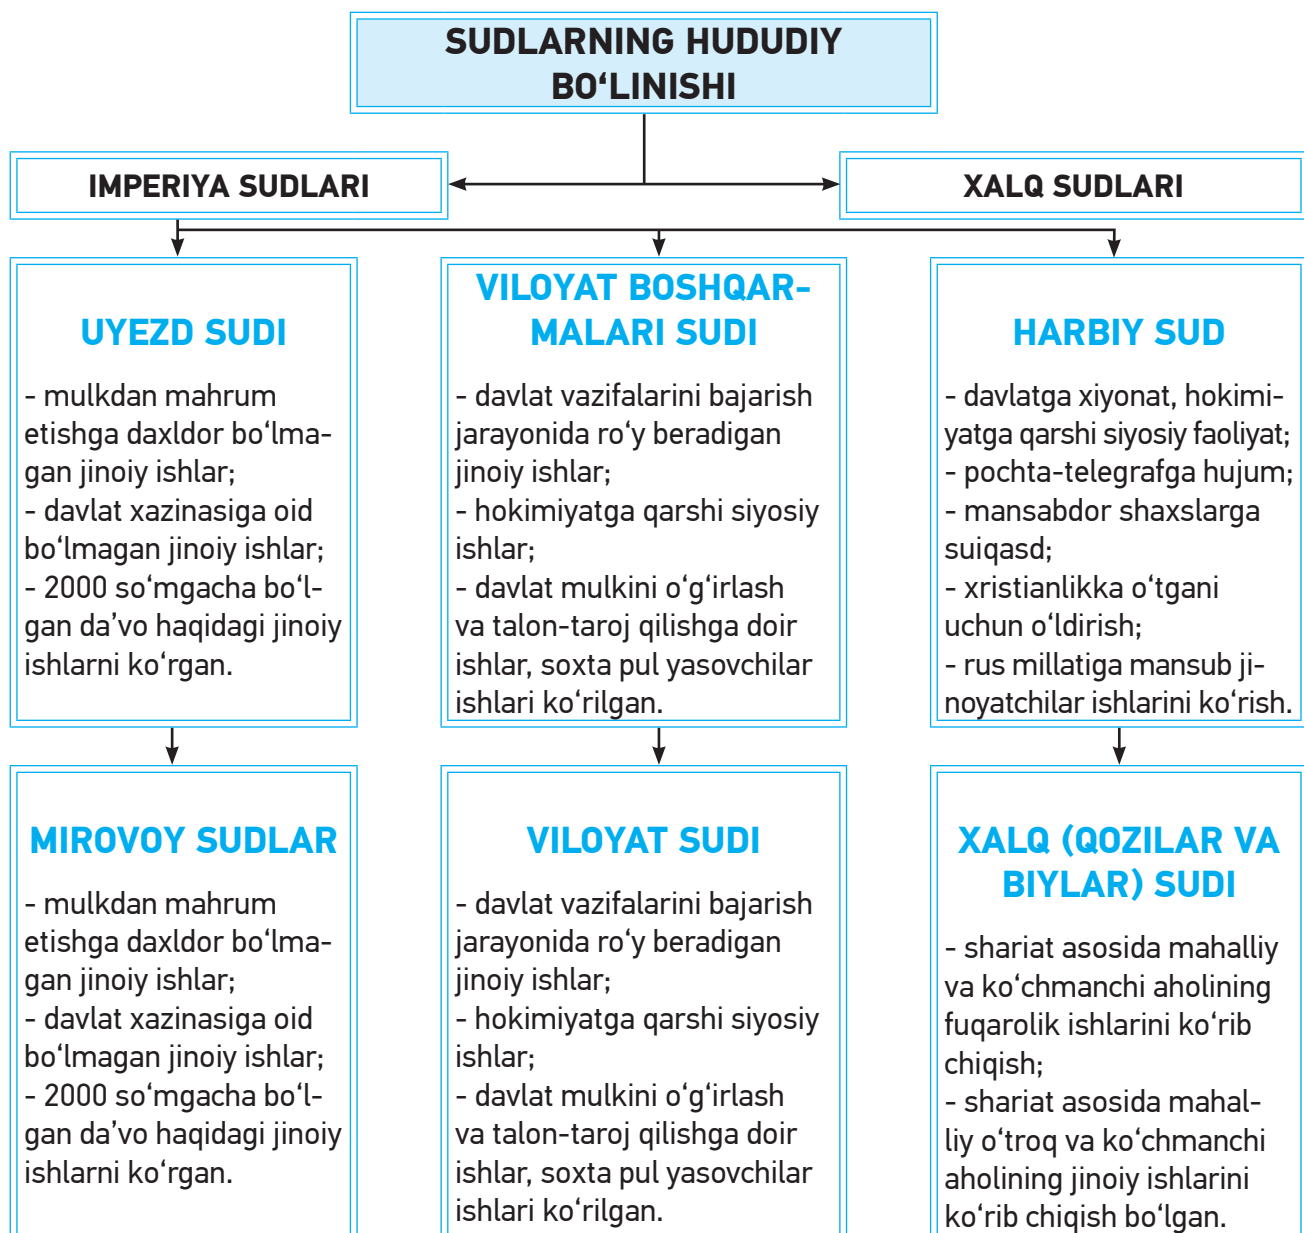 SUDLARNING HUDUDIY
BO‘LINISHI
IMPERIYA SUDLARI
XALQ SUDLARI
UYEZD SUDI
- mulkdan mahrum
etishga daxldor bo‘lma-
gan jinoiy ishlar;
- davlat xazinasiga oid
bo‘lmagan jinoiy ishlar;
- 2000 so‘mgacha bo‘l-
gan da’vo haqidagi jinoiy
ishlarni ko‘rgan.
VILOYAT BOSHQAR-
MALARI SUDI
- davlat vazifalarini bajarish
jarayonida ro‘y beradigan
jinoiy ishlar;
- hokimiyatga qarshi siyosiy
ishlar;
- davlat mulkini o‘g‘irlash
va talon-taroj qilishga doir
ishlar, soxta pul yasovchilar
ishlari ko‘rilgan.
HARBIY SUD
- davlatga xiyonat, hokimi-
yatga qarshi siyosiy faoliyat;
- pochta-telegrafga hujum;
- mansabdor shaxslarga
suiqasd;
- xristianlikka o‘tgani
uchun o‘ldirish;
- rus millatiga mansub ji-
noyatchilar ishlarini ko‘rish.
MIROVOY SUDLAR
- mulkdan mahrum
etishga daxldor bo‘lma-
gan jinoiy ishlar;
- davlat xazinasiga oid
bo‘lmagan jinoiy ishlar;
- 2000 so‘mgacha bo‘l-
gan da’vo haqidagi jinoiy
ishlarni ko‘rgan.
VILOYAT SUDI
- davlat vazifalarini bajarish
jarayonida ro‘y beradigan
jinoiy ishlar;
- hokimiyatga qarshi siyosiy
ishlar;
- davlat mulkini o‘g‘irlash
va talon-taroj qilishga doir
ishlar, soxta pul yasovchilar
ishlari ko‘rilgan.
XALQ (QOZILAR VA
BIYLAR) SUDI
- shariat asosida mahalliy
va ko‘chmanchi aholining
fuqarolik ishlarini ko‘rib
chiqish;
- shariat asosida mahal-
liy o‘troq va ko‘chmanchi
aholining jinoiy ishlarini
ko‘rib chiqish bo‘lgan.